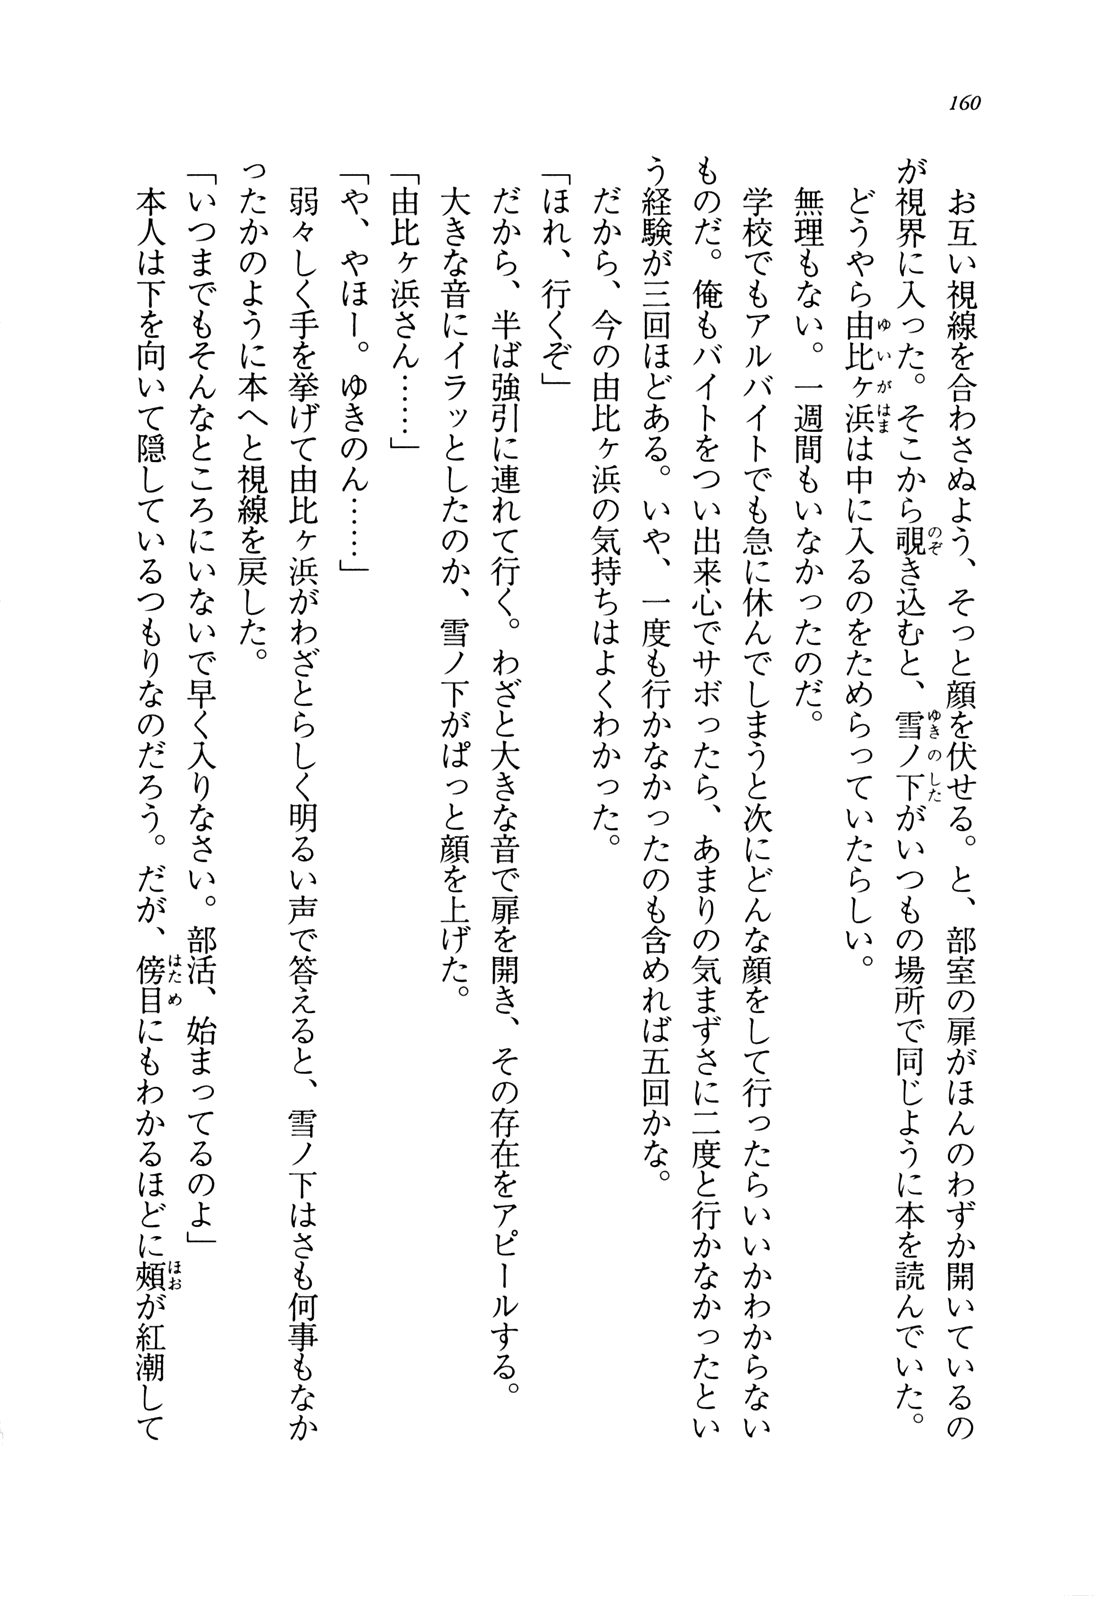 160
お互い視線を合わさぬよう、そっと顔を伏せる。と、部室の扉がほんのわずか開いているの
が視界に入った。そこから覗き込むと、雪ノ下がいつもの場所で同じように本を読んでいた。
どうやら由比ヶ浜は中に入るのをためらっていたらしい。
無理もない。一週間もいなかったのだ。
学校でもアルバイトでも急に休んでしまうと次にどんな顔をして行ったらいいかわからない
ものだ。俺もバイトをつい出来心でサボったら、あまりの気まずさに二度と行かなかったとい
う経験が三回ほどある。いや、一度も行かなかったのも含めれば五回かな。
だから、今の由比ヶ浜の気持ちはよくわかった。
「ほれ、行くぞ」
だから、半ば強引に連れて行く。わざと大きな音で扉を開き、その存在をアピールする。
大きな音にイラッとしたのか、雪ノ下がぱっと顔を上げた。
「由比ヶ浜さん……」
「や、やほー。ゆきのん……」
弱々しく手を挙げて由比ヶ浜がわざとらしく明るい声で答えると、雪ノ下はさも何事もなか
ったかのように本へと視線を戻した。
「いつまでもそんなところにいないで早く入りなさい。部活、始まってるのよ」
本人は下を向いて隠しているつもりなのだろう。だが、傍目にもわかるほどに頰が紅潮して